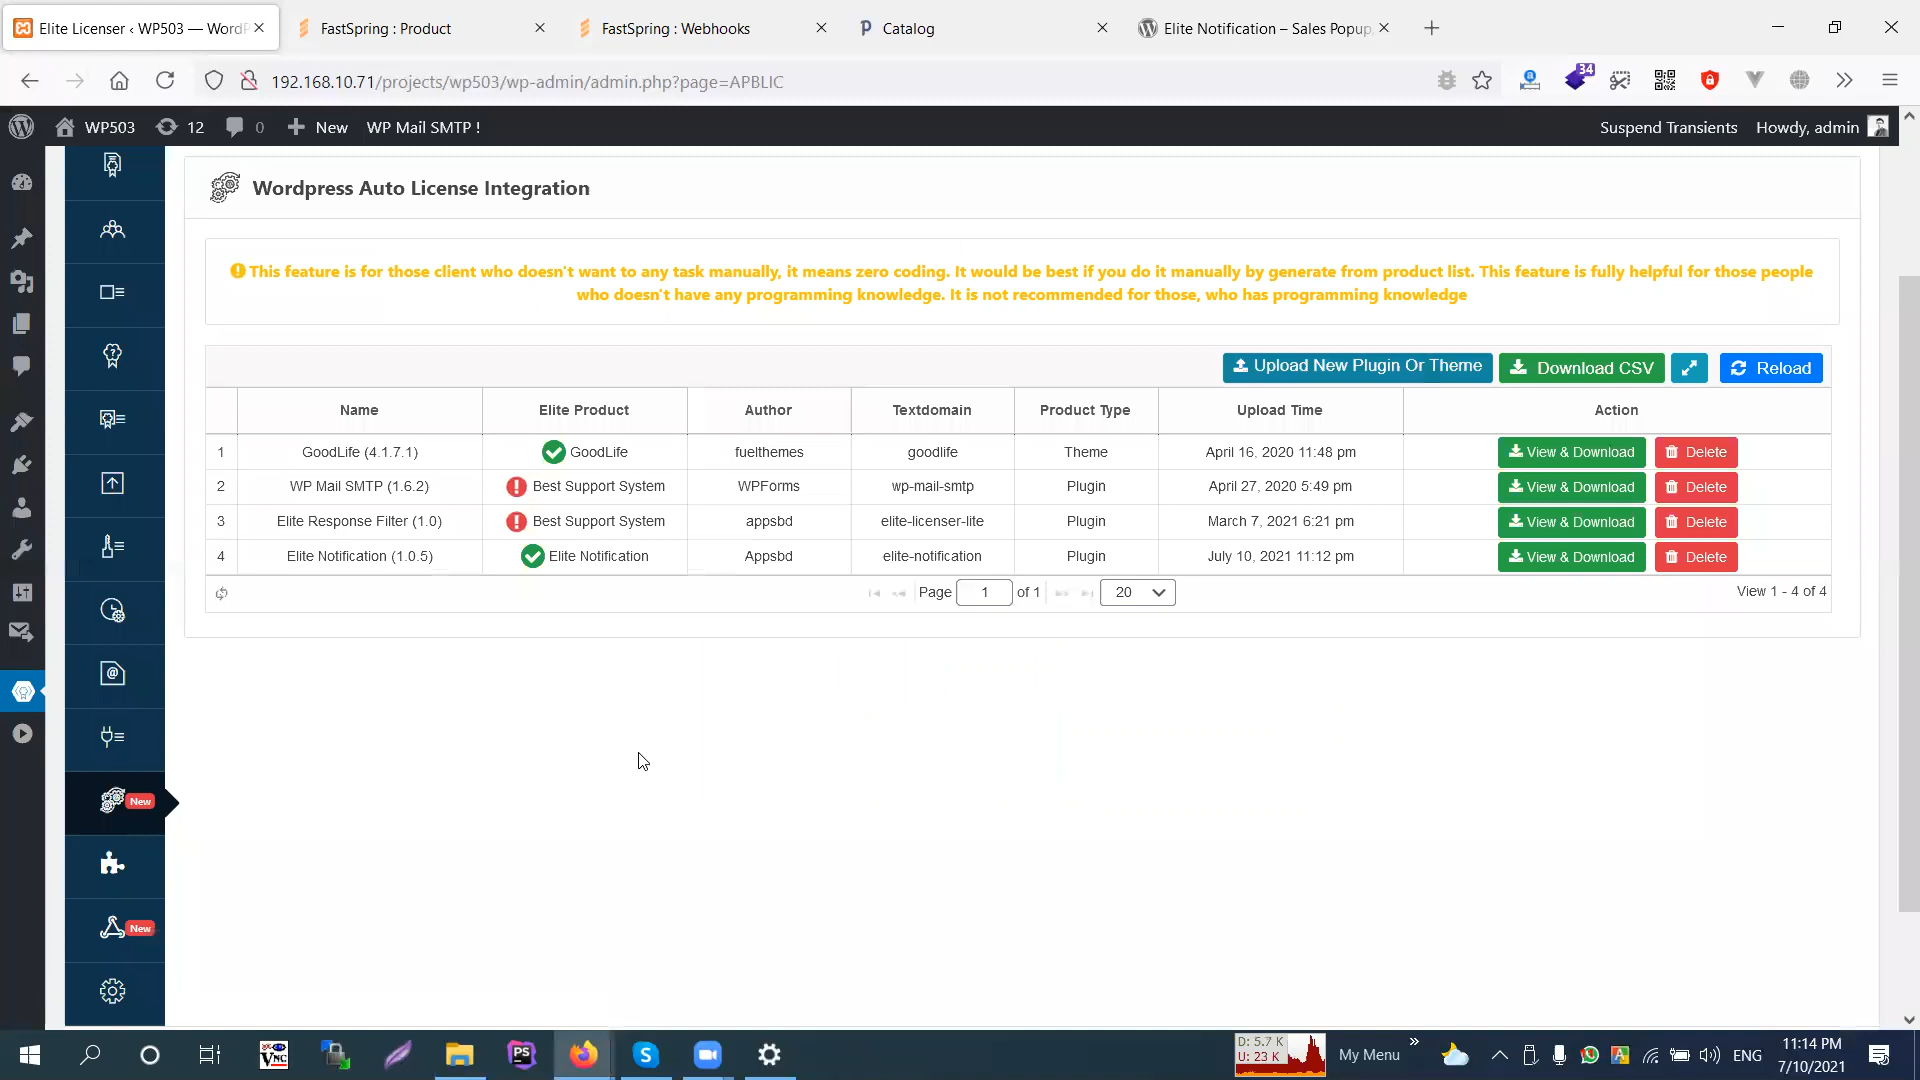 Elite Licenser ‹ WP503 — WordP
FastSpring : Product
FastSpring : Webhooks
Catalog
Elite Notification – Sales Popup,
192.168.10.71/projects/wp503/wp-admin/admin.php?page=APBLIC
34
WP503
12
0
New
WP Mail SMTP !
Suspend Transients
Howdy, admin
Wordpress Auto License Integration
This feature is for those client who doesn't want to any task manually, it means zero coding. It would be best if you do it manually by generate from product list. This feature is fully helpful for those people
who doesn't have any programming knowledge. It is not recommended for those, who has programming knowledge
Upload New Plugin Or Theme
Download CSV
Reload
Name Elite Product Author Textdomain Product Type Upload Time Action
1 GoodLife (4.1.7.1) GoodLife fuelthemes goodlife Theme April 16, 2020 11:48 pm View & Download Delete
2 WP Mail SMTP (1.6.2) Best Support System WPForms wp-mail-smtp Plugin April 27, 2020 5:49 pm View & Download Delete
3 Elite Response Filter (1.0) Best Support System appsbd elite-licenser-lite Plugin March 7, 2021 6:21 pm View & Download Delete
4 Elite Notification (1.0.5) Elite Notification Appsbd elite-notification Plugin July 10, 2021 11:12 pm View & Download Delete
Page 1 of 1 20 View 1 - 4 of 4
New
New
D: 5.7 K
U: 23 K
My Menu
ENG
11:14 PM
7/10/2021